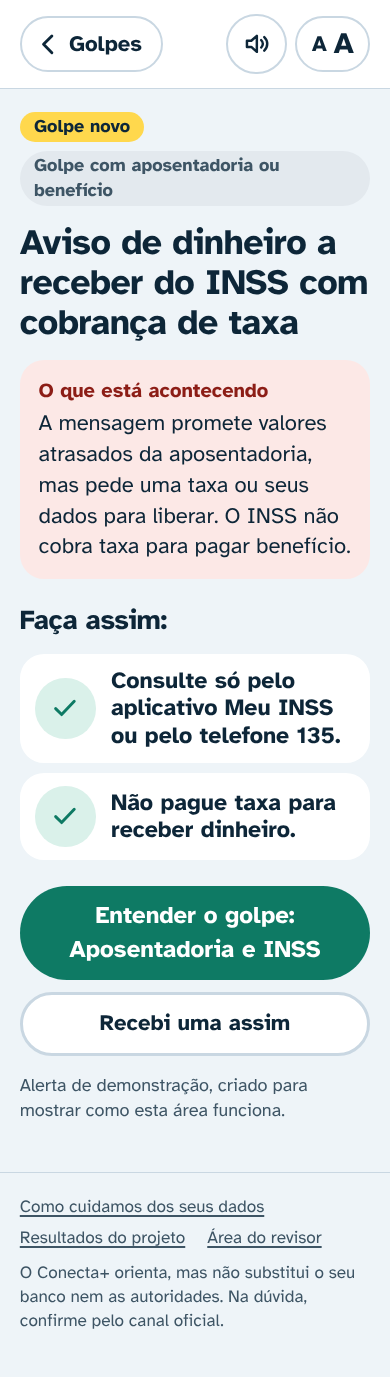 Golpes
A A
Golpe novo
Golpe com aposentadoria ou
benefício
Aviso de dinheiro a
receber do INSS com
cobrança de taxa
O que está acontecendo
A mensagem promete valores
atrasados da aposentadoria,
mas pede uma taxa ou seus
dados para liberar. O INSS não
cobra taxa para pagar benefício.
Faça assim:
Consulte só pelo
aplicativo Meu INSS
ou pelo telefone 135.
Não pague taxa para
receber dinheiro.
Entender o golpe:
Aposentadoria e INSS
Recebi uma assim
Alerta de demonstração, criado para
mostrar como esta área funciona.
Como cuidamos dos seus dados
Resultados do projeto Área do revisor
O Conecta+ orienta, mas não substitui o seu
banco nem as autoridades. Na dúvida,
confirme pelo canal oficial.